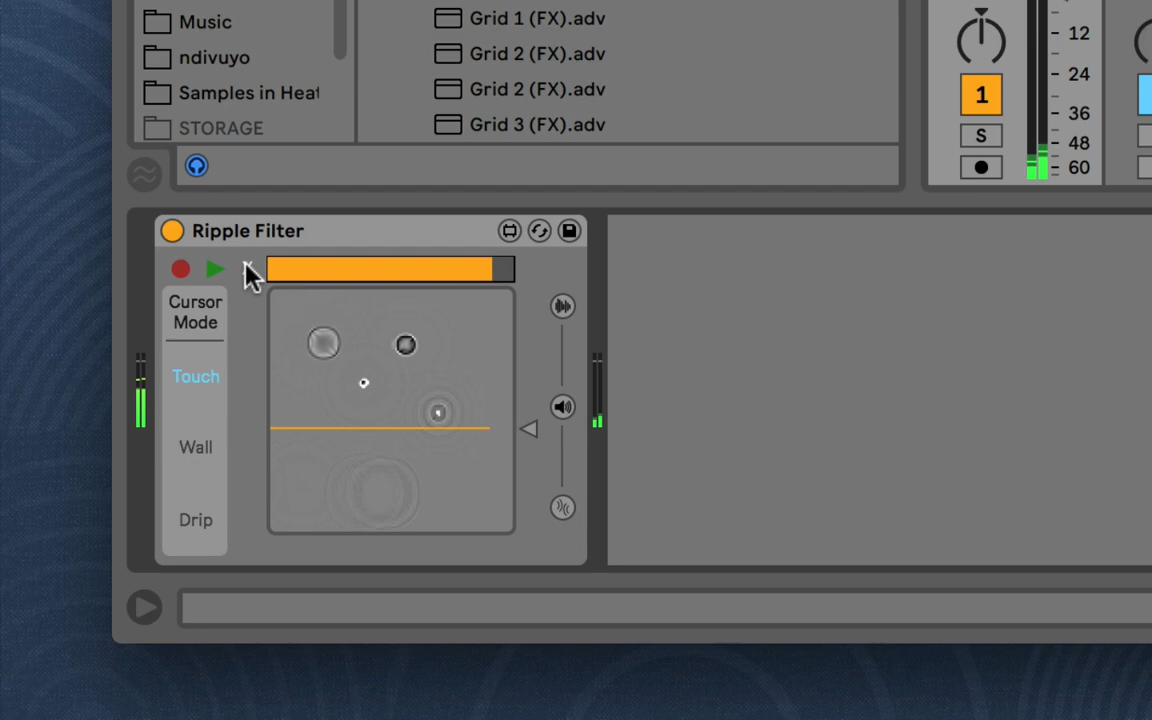 Music
ndivuyo
Samples in Heat
STORAGE
Grid 1 (FX).adv
Grid 2 (FX).adv
Grid 2 (FX).adv
Grid 3 (FX).adv
12
24
36
48
60
1
S
Ripple Filter
Cursor
Mode
Touch
Wall
Drip